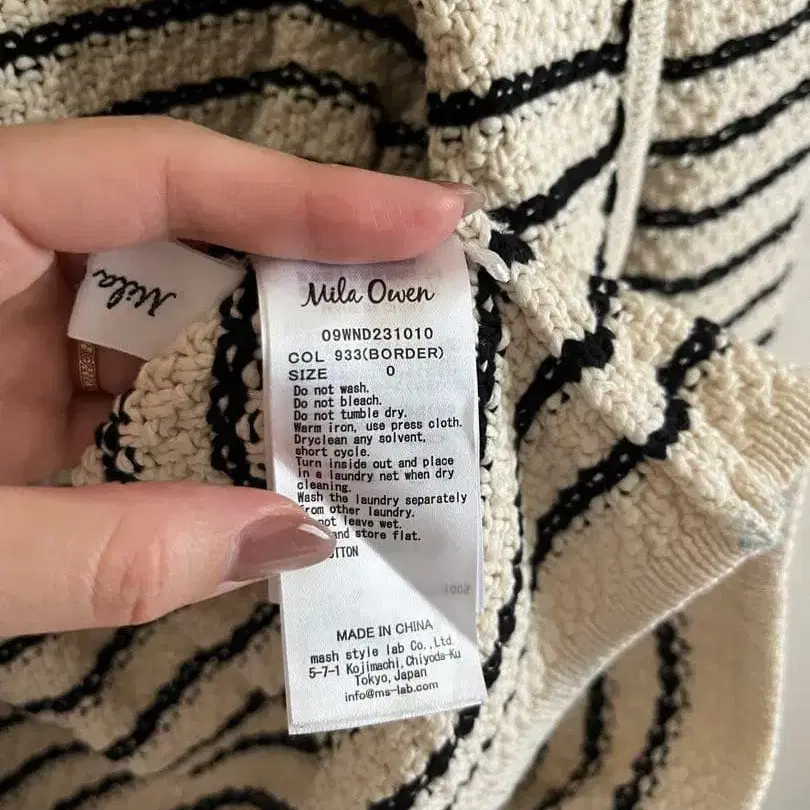 Mila
Mila Owen
09WND231010
COL 933(BORDER)
SIZE 0
Do not wash.
Do not bleach.
Do not tumble dry.
Warm iron, use press cloth.
Dryclean any solvent,
short cycle.
Turn inside out and place
in a laundry net when dry
cleaning.
Wash the laundry separately
from other laundry.
not leave wet.
and store flat.
TTON
1002
MADE IN CHINA
mash style lab Co.,Ltd.
5-7-1 Kojimachi,Chiyoda-Ku
Tokyo, Japan
info@ms-lab.com